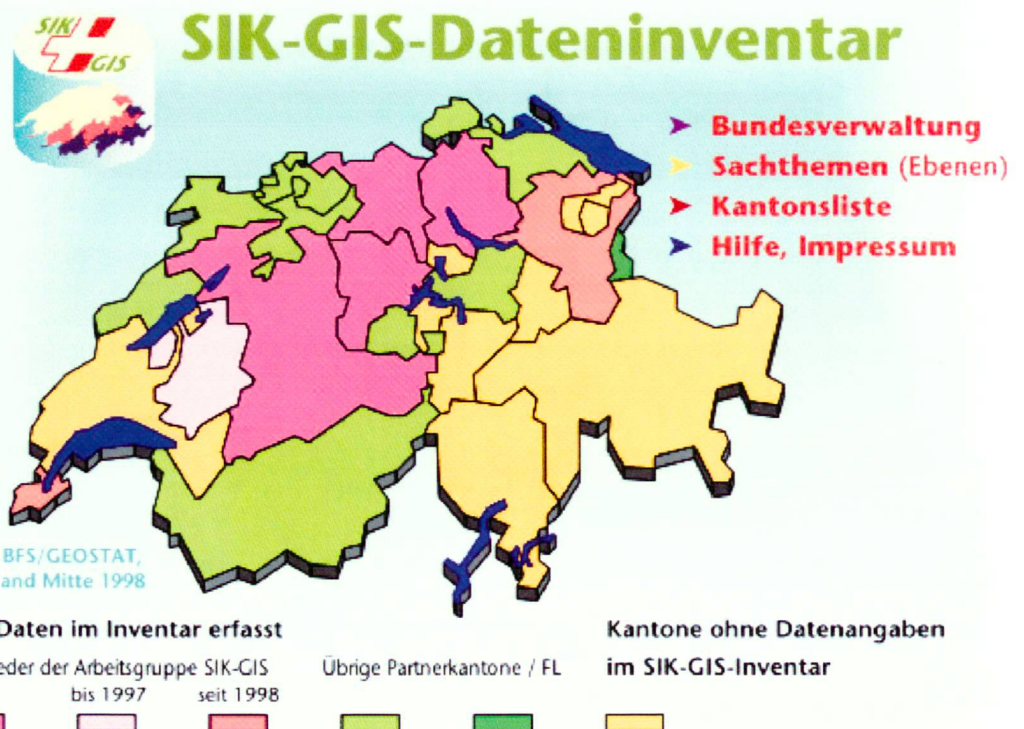 SIK/
GIS
SIK-GIS-Dateninventar
Bundesverwaltung
Sachthemen (Ebenen)
Kantonsliste
Hilfe, Impressum
BFS/GEOSTAT,
and Mitte 1998
Daten im Inventar erfasst
eder der Arbeitsgruppe SIK-GIS
bis 1997 seit 1998
Übrige Partnerkantone / FL
Kantone ohne Datenangaben
im SIK-GIS-Inventar